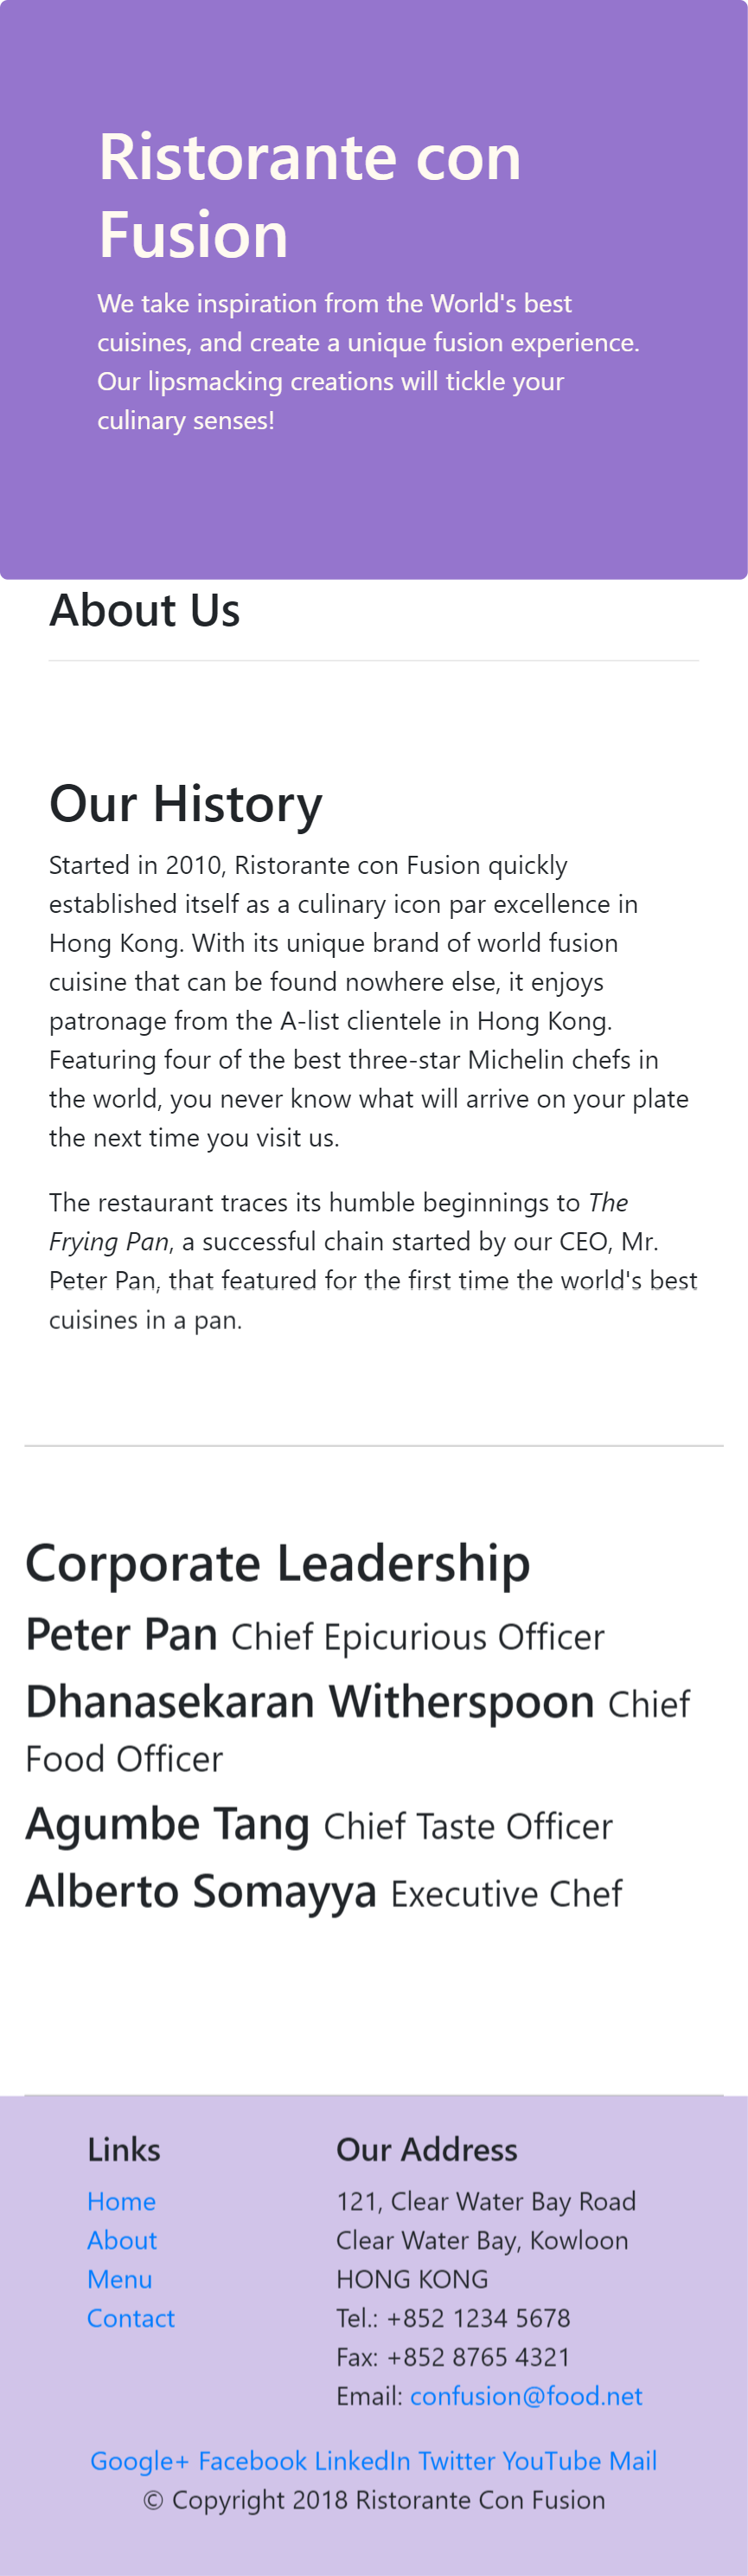 Ristorante con
Fusion
We take inspiration from the World's best
cuisines, and create a unique fusion experience.
Our lipsmacking creations will tickle your
culinary senses!
About Us
Our History
Started in 2010, Ristorante con Fusion quickly
established itself as a culinary icon par excellence in
Hong Kong. With its unique brand of world fusion
cuisine that can be found nowhere else, it enjoys
patronage from the A-list clientele in Hong Kong.
Featuring four of the best three-star Michelin chefs in
the world, you never know what will arrive on your plate
the next time you visit us.
The restaurant traces its humble beginnings to The
Frying Pan, a successful chain started by our CEO, Mr.
Peter Pan, that featured for the first time the world's best
cuisines in a pan.
Corporate Leadership
Peter Pan Chief Epicurious Officer
Dhanasekaran Witherspoon Chief
Food Officer
Agumbe Tang Chief Taste Officer
Alberto Somayya Executive Chef
Links
Home
About
Menu
Contact
Our Address
121, Clear Water Bay Road
Clear Water Bay, Kowloon
HONG KONG
Tel.: +852 1234 5678
Fax: +852 8765 4321
Email: confusion@food.net
Google+ Facebook LinkedIn Twitter YouTube Mail
© Copyright 2018 Ristorante Con Fusion